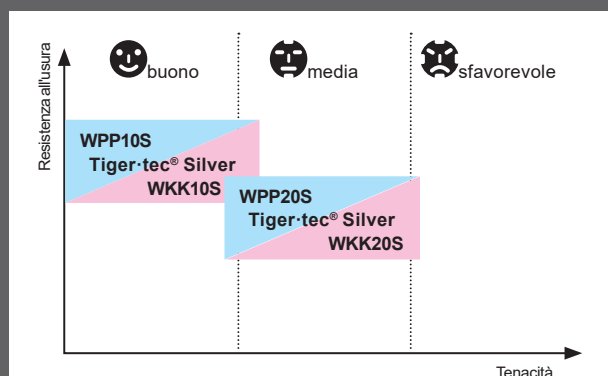 buono
media
sfavorevole
Resistenza all'usura
WPP10S
Tiger·tec® Silver
WKK10S
WPP20S
Tiger·tec® Silver
WKK20S
Tenacità